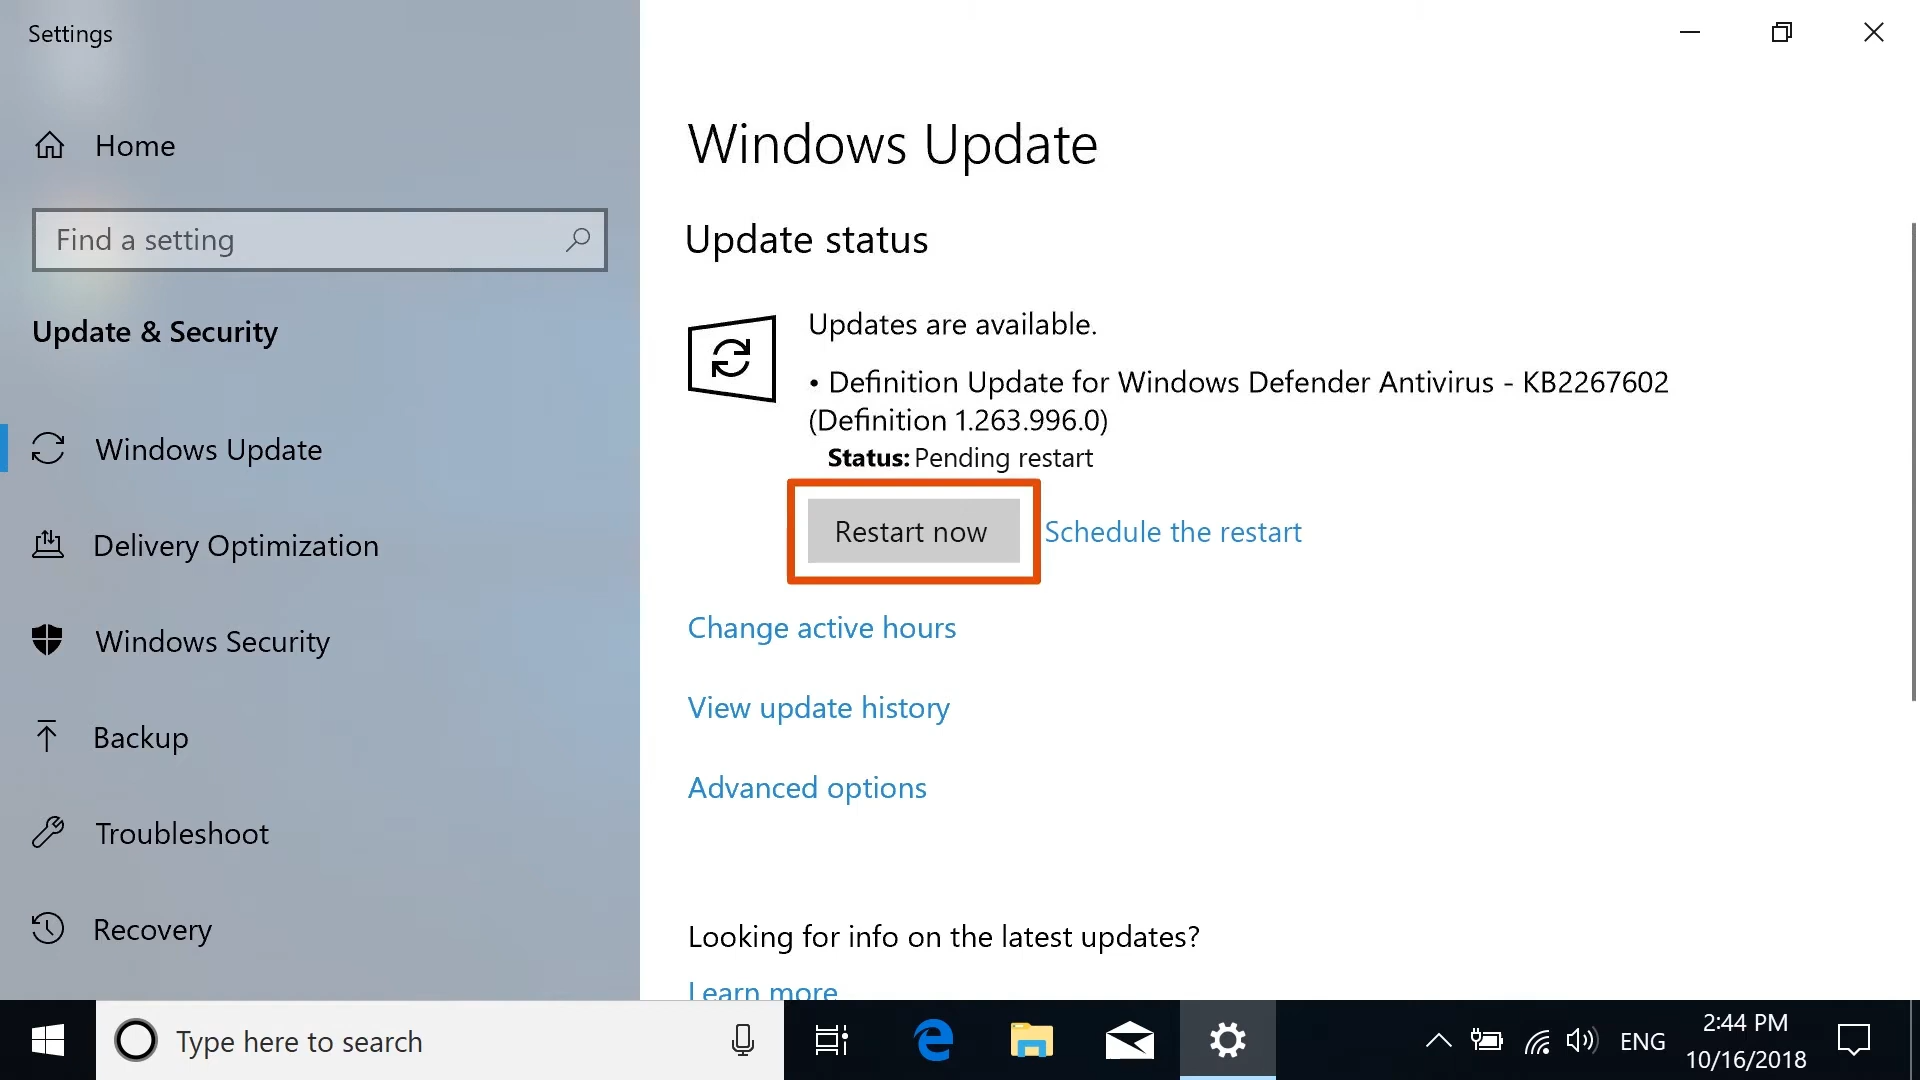 Settings
Home
Find a setting
Update & Security
Windows Update
Delivery Optimization
Windows Security
Backup
Troubleshoot
Recovery
Windows Update
Update status
Updates are available.
• Definition Update for Windows Defender Antivirus - KB2267602
(Definition 1.263.996.0)
Status: Pending restart
Restart now
Schedule the restart
Change active hours
View update history
Advanced options
Looking for info on the latest updates?
Learn more
Type here to search
ENG
2:44 PM
10/16/2018